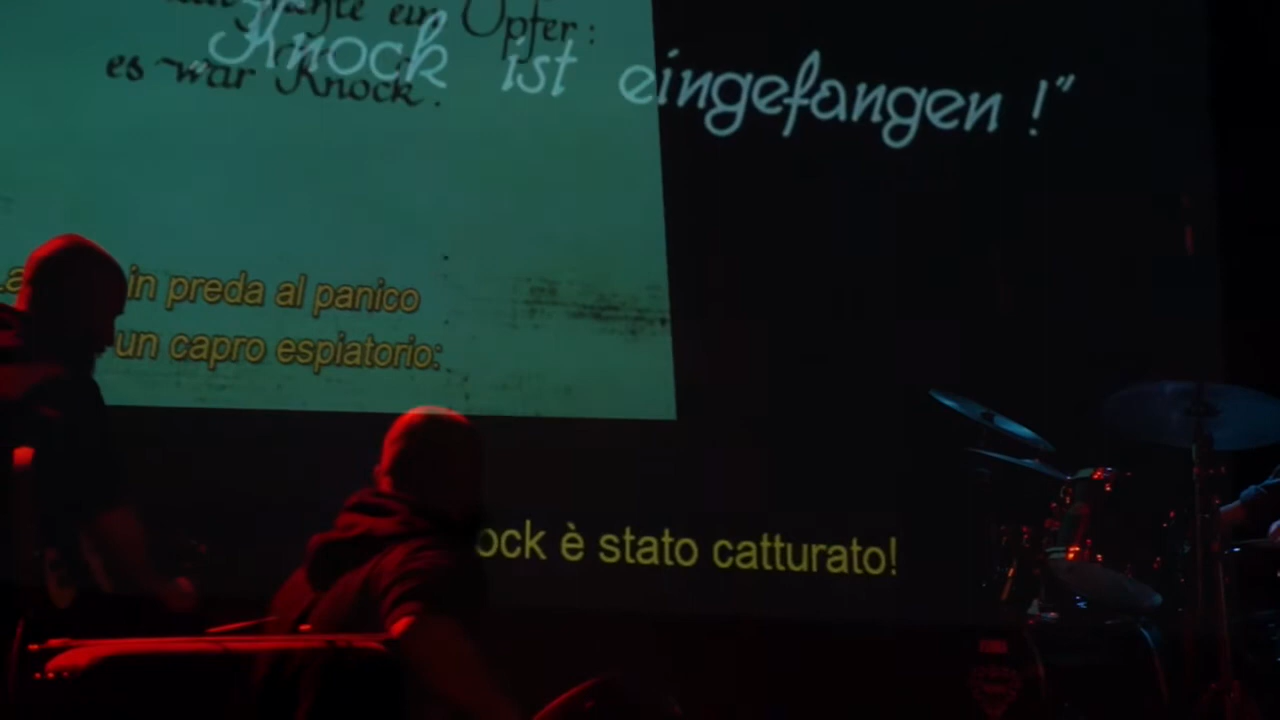 ein Opfer:
es war Knock.
„Knock ist eingefangen!”
in preda al panico
un capro espiatorio:
ock è stato catturato!